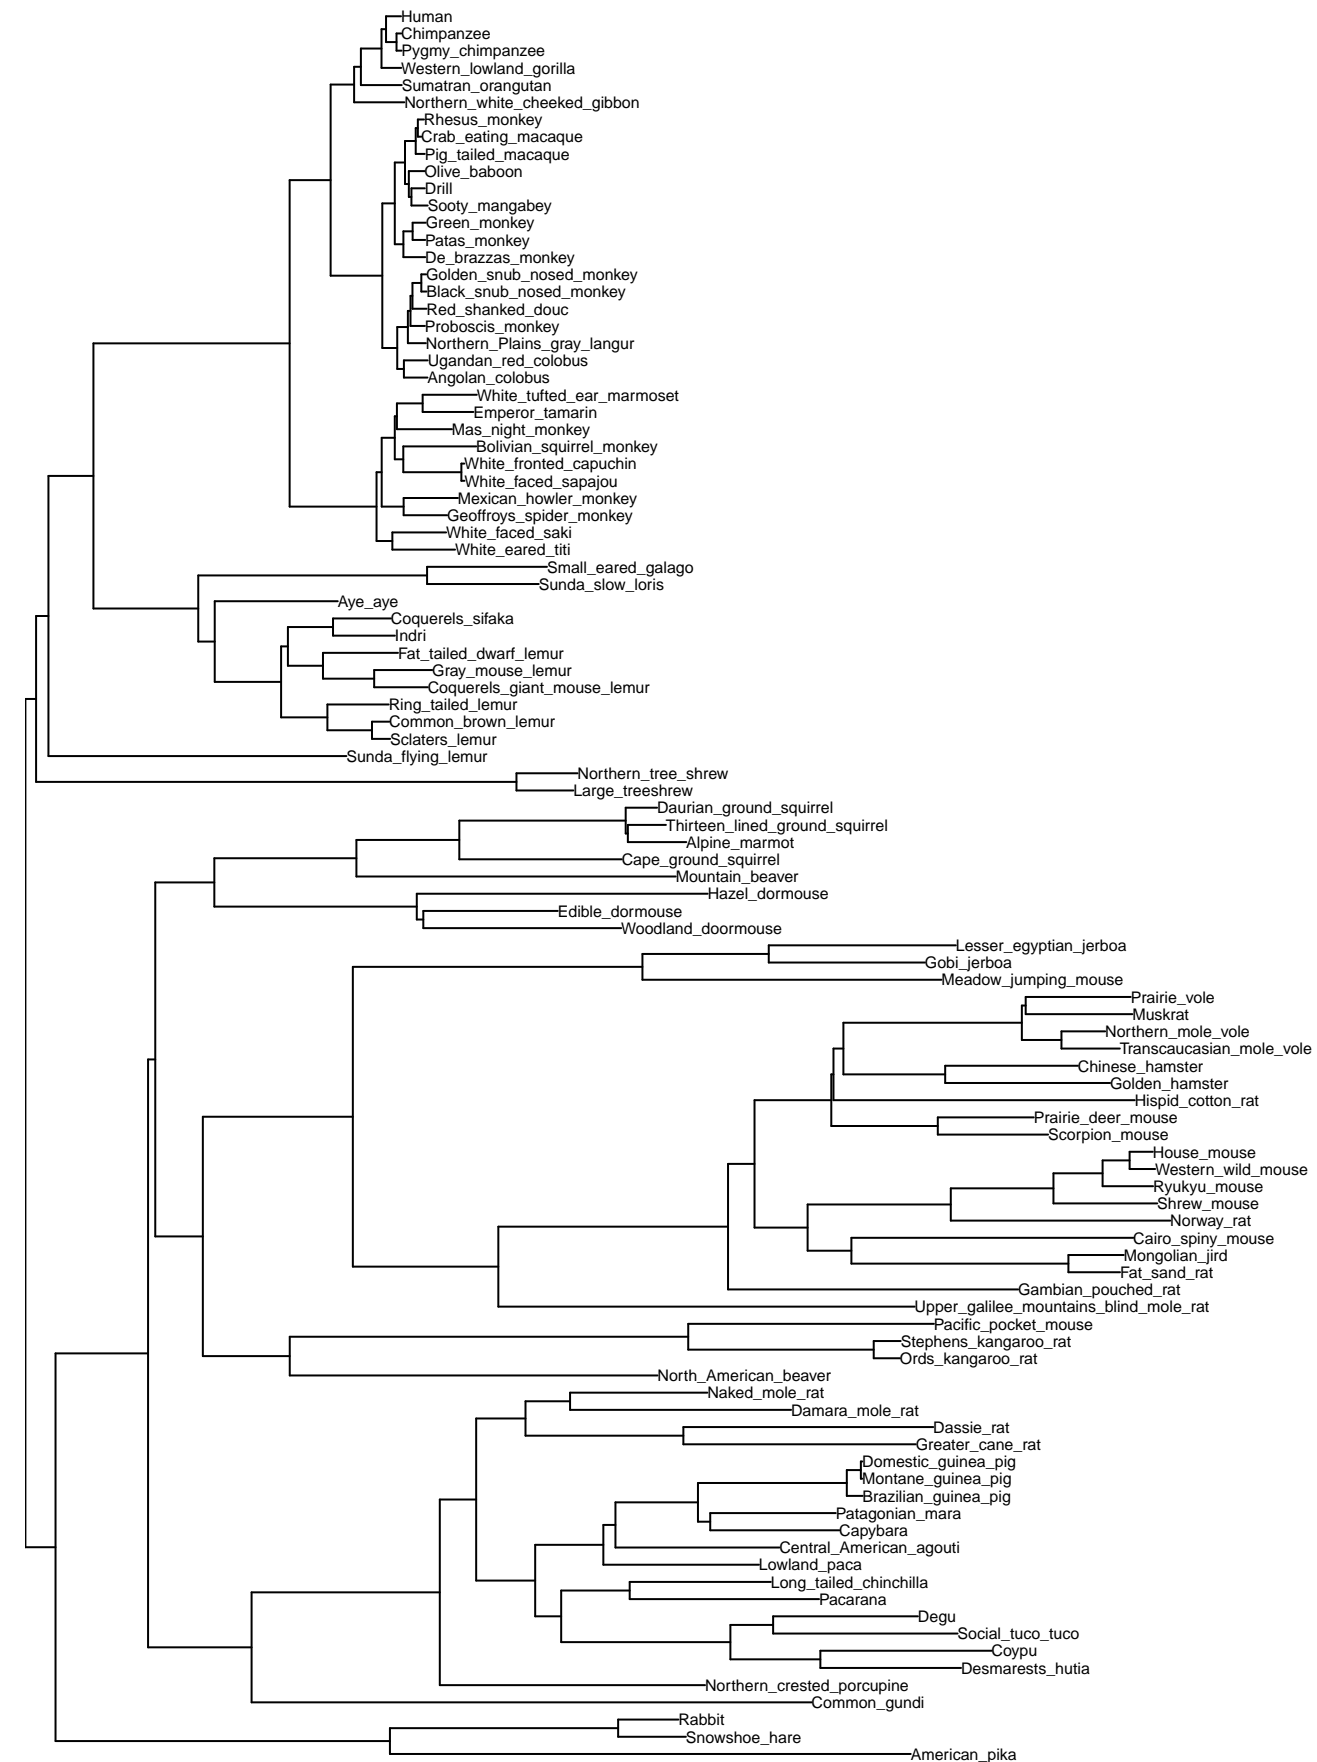 Human
Chimpanzee
Pygmy_chimpanzee
Western_lowland_gorilla
Sumatran_orangutan
Northern_white_cheeked_gibbon
Rhesus_monkey
Crab_eating_macaque
Pig_tailed_macaque
Olive_baboon
Drill
Sooty_mangabey
Green_monkey
Patas_monkey
De_brazzas_monkey
Golden_snub_nosed_monkey
Black_snub_nosed_monkey
Red_shanked_douc
Proboscis_monkey
Northern_Plains_gray_langur
Ugandan_red_colobus
Angolan_colobus
White_tufted_ear_marmoset
Emperor_tamarin
Mas_night_monkey
Bolivian_squirrel_monkey
White_fronted_capuchin
White_faced_sapajou
Mexican_howler_monkey
Geoffroys_spider_monkey
White_faced_saki
White_eared_titi
Small_eared_galago
Sunda_slow_loris
Aye_aye
Coquerels_sifaka
Indri
Fat_tailed_dwarf_lemur
Gray_mouse_lemur
Coquerels_giant_mouse_lemur
Ring_tailed_lemur
Common_brown_lemur
Sclaters_lemur
Sunda_flying_lemur
Northern_tree_shrew
Large_treeshrew
Daurian_ground_squirrel
Thirteen_lined_ground_squirrel
Alpine_marmot
Cape_ground_squirrel
Mountain_beaver
Hazel_dormouse
Edible_dormouse
Woodland_doormouse
Lesser_egyptian_jerboa
Gobi_jerboa
Meadow_jumping_mouse
Prairie_vole
Muskrat
Northern_mole_vole
Transcaucasian_mole_vole
Chinese_hamster
Golden_hamster
Hispid_cotton_rat
Prairie_deer_mouse
Scorpion_mouse
House_mouse
Western_wild_mouse
Ryukyu_mouse
Shrew_mouse
Norway_rat
Cairo_spiny_mouse
Mongolian_jird
Fat_sand_rat
Gambian_pouched_rat
Upper_galilee_mountains_blind_mole_rat
Pacific_pocket_mouse
Stephens_kangaroo_rat
Ords_kangaroo_rat
North_American_beaver
Naked_mole_rat
Damara_mole_rat
Dassie_rat
Greater_cane_rat
Domestic_guinea_pig
Montane_guinea_pig
Brazilian_guinea_pig
Patagonian_mara
Capybara
Central_American_agouti
Lowland_paca
Long_tailed_chinchilla
Pacarana
Degu
Social_tuco_tuco
Coypu
Desmarests_hutia
Northern_crested_porcupine
Common_gundi
Rabbit
Snowshoe_hare
American_pika